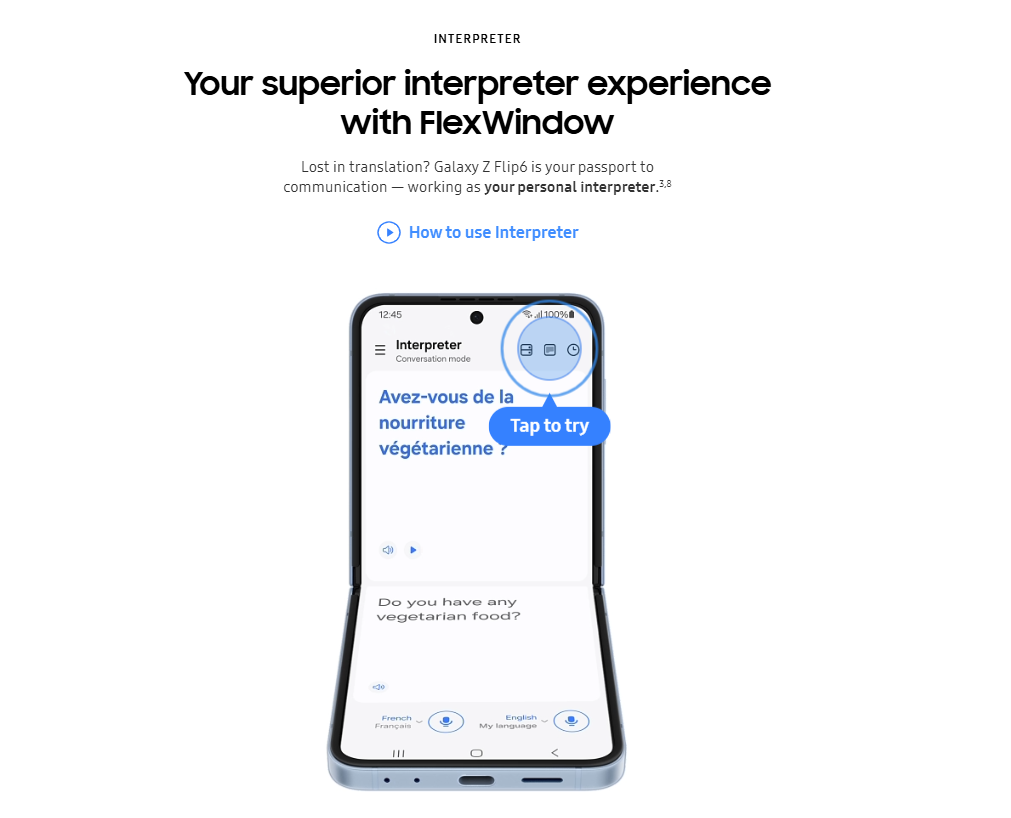 INTERPRETER
Your superior interpreter experience
with FlexWindow
Lost in translation? Galaxy Z Flip6 is your passport to
communication — working as your personal interpreter.3,8
How to use Interpreter
12:45
100%
Interpreter
Conversation mode
Avez-vous de la
nourriture
végétarienne ?
Tap to try
Do you have any
vegetarian food?
French
Français
English
My language